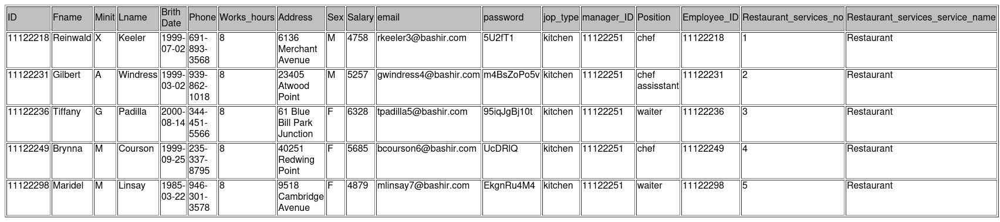 ID Fname Minit Lname Brith Date Phone Works_hours Address Sex Salary email password jop_type manager_ID Position Employee_ID Restaurant_services_no Restaurant_services_service_name
11122218 Reinwald X Keeler 1999-07-02 691-893-3568 8 6136 Merchant Avenue M 4758 rkeeler3@bashir.com 5U2fT1 kitchen 11122251 chef 11122218 1 Restaurant
11122231 Gilbert A Windress 1999-03-02 939-862-1018 8 23405 Atwood Point M 5257 gwindress4@bashir.com m4BsZoPo5v kitchen 11122251 chef assisstant 11122231 2 Restaurant
11122236 Tiffany G Padilla 2000-08-14 344-451-5566 8 61 Blue Bill Park Junction F 6328 tpadilla5@bashir.com 95iqJgBj10t kitchen 11122251 waiter 11122236 3 Restaurant
11122249 Brynna M Courson 1999-09-25 235-337-8795 8 40251 Redwing Point F 5685 bcourson6@bashir.com UcDRlQ kitchen 11122251 chef 11122249 4 Restaurant
11122298 Maridel M Linsay 1985-03-22 946-301-3578 8 9518 Cambridge Avenue F 4879 mlinsay7@bashir.com EkgnRu4M4 kitchen 11122251 waiter 11122298 5 Restaurant